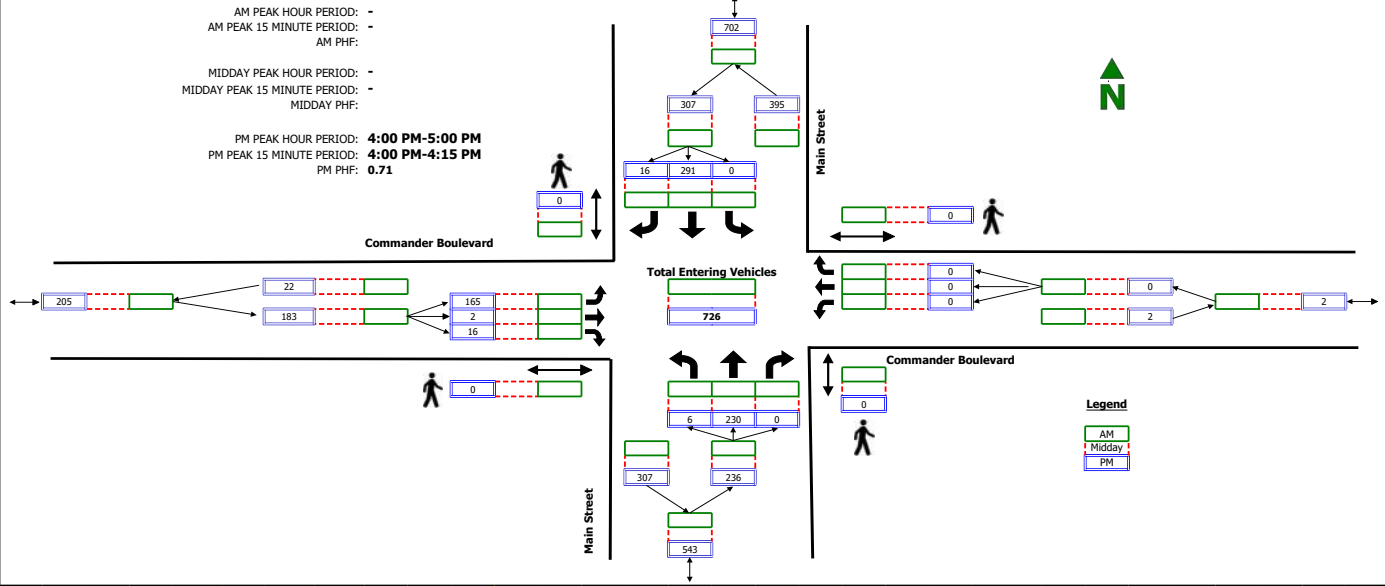 AM PEAK HOUR PERIOD: -
AM PEAK 15 MINUTE PERIOD: -
AM PHF:
MIDDAY PEAK HOUR PERIOD: -
MIDDAY PEAK 15 MINUTE PERIOD: -
MIDDAY PHF:
PM PEAK HOUR PERIOD: 4:00 PM-5:00 PM
PM PEAK 15 MINUTE PERIOD: 4:00 PM-4:15 PM
PM PHF: 0.71
702
307 395
16 291 0
Main Street
N
0
0
Commander Boulevard
Total Entering Vehicles
726
205
22
183
165
2
16
0
0
0
0
2
2
Commander Boulevard
0
0
6 230 0
307 236
543
Main Street
Legend
AM
Midday
PM